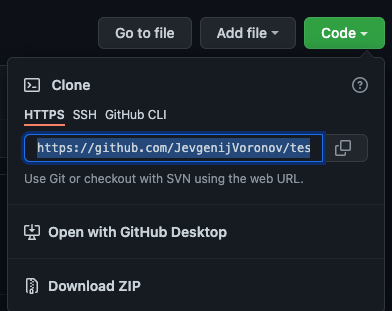 Go to file Add file Code
Clone
HTTPS SSH GitHub CLI
https://github.com/JevgenijVoronov/tes
Use Git or checkout with SVN using the web URL.
Open with GitHub Desktop
Download ZIP